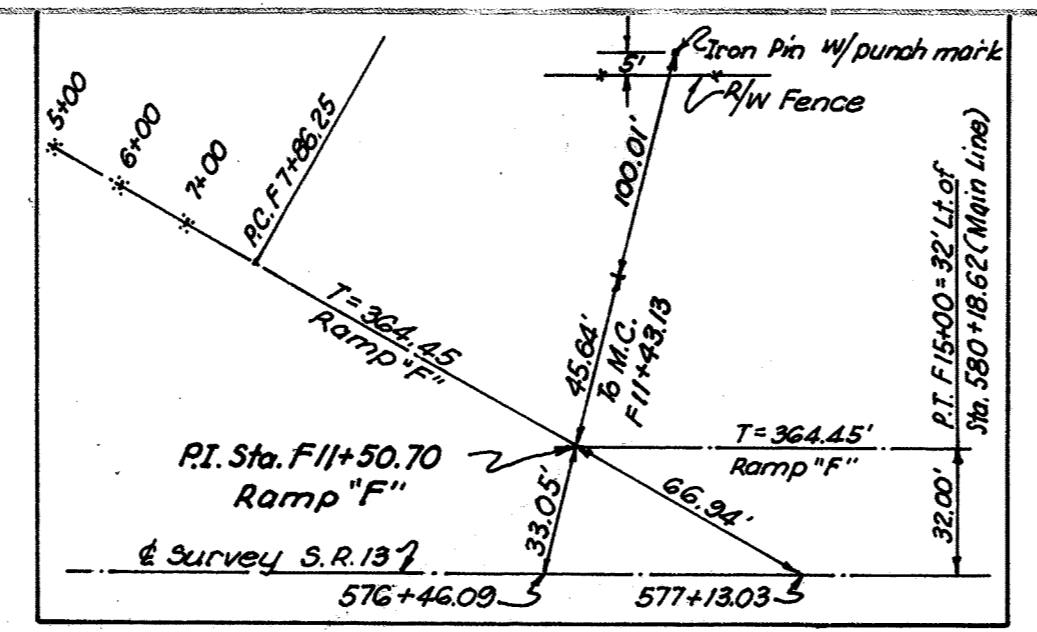 Iron Pin w/punch mark
5'
R/W Fence
5+00
6+00
7+00
P.C. F 7+86.25
100.01'
T=364.45
Ramp "F"
45.64'
To M.C.
F11+43.13
P.T. F15+00=32' Lt. of
Sta. 580+18.62 (Main Line)
P.I. Sta. F11+50.70
Ramp "F"
T=364.45'
Ramp "F"
66.94'
33.05'
32.00'
℄ Survey S.R. 13
576+46.09
577+13.03